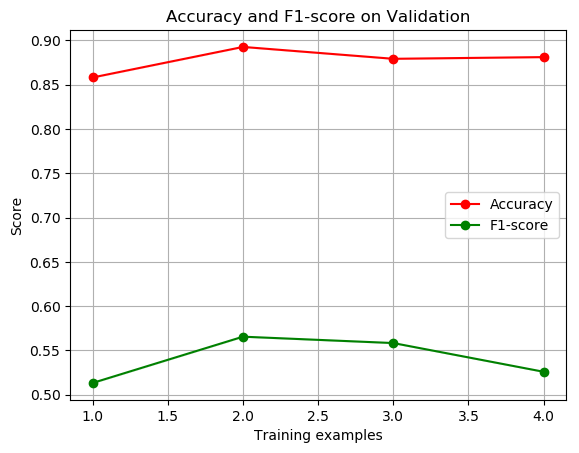 Accuracy and F1-score on Validation
Score
0.90
0.85
0.80
0.75
0.70
0.65
0.60
0.55
0.50
Accuracy
F1-score
1.0 1.5 2.0 2.5 3.0 3.5 4.0
Training examples